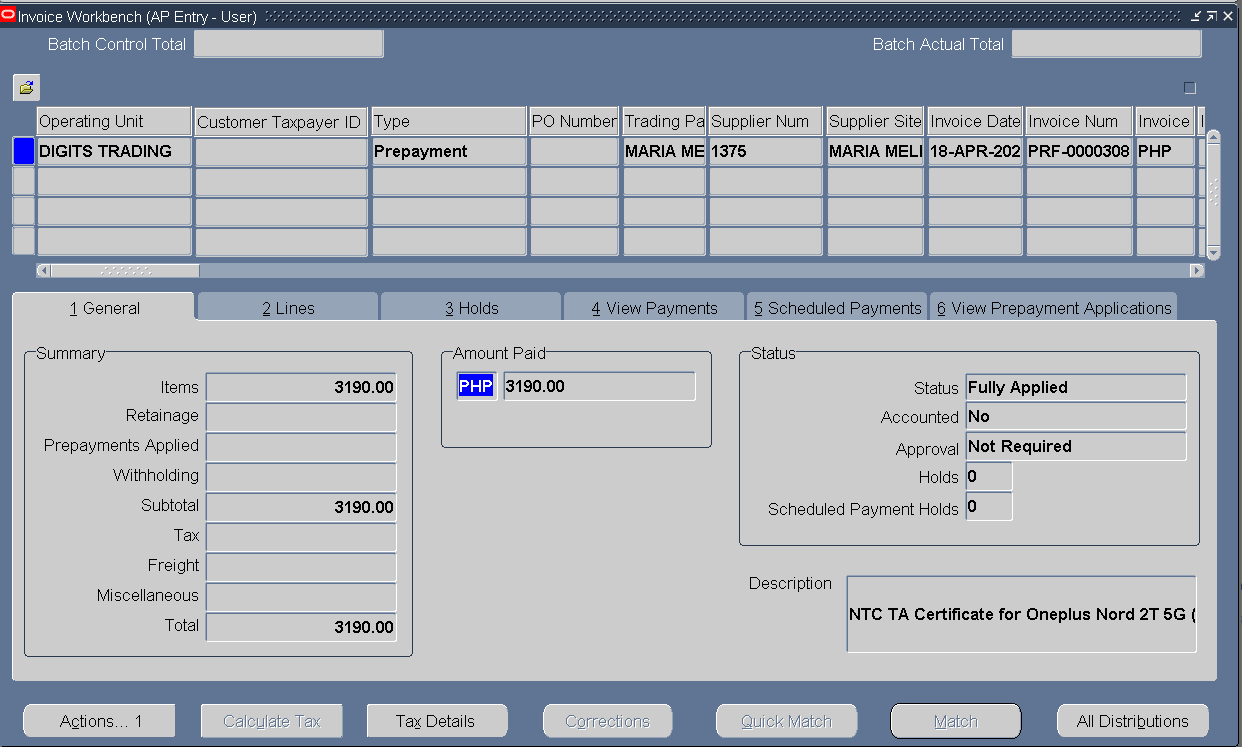 Invoice Workbench (AP Entry - User)
Batch Control Total Batch Actual Total
Operating Unit Customer Taxpayer ID Type PO Number Trading Pa Supplier Num Supplier Site Invoice Date Invoice Num Invoice I
DIGITS TRADING Prepayment MARIA ME 1375 MARIA MELI 18-APR-202 PRF-0000308 PHP
1 General 2 Lines 3 Holds 4 View Payments 5 Scheduled Payments 6 View Prepayment Applications
Summary Amount Paid Status
Items 3190.00 PHP 3190.00 Status Fully Applied
Retainage Accounted No
Prepayments Applied Approval Not Required
Withholding Holds 0
Subtotal 3190.00 Scheduled Payment Holds 0
Tax
Freight
Miscellaneous Description
Total 3190.00 NTC TA Certificate for Oneplus Nord 2T 5G (
Actions... 1 Calculate Tax Tax Details Corrections Quick Match Match All Distributions